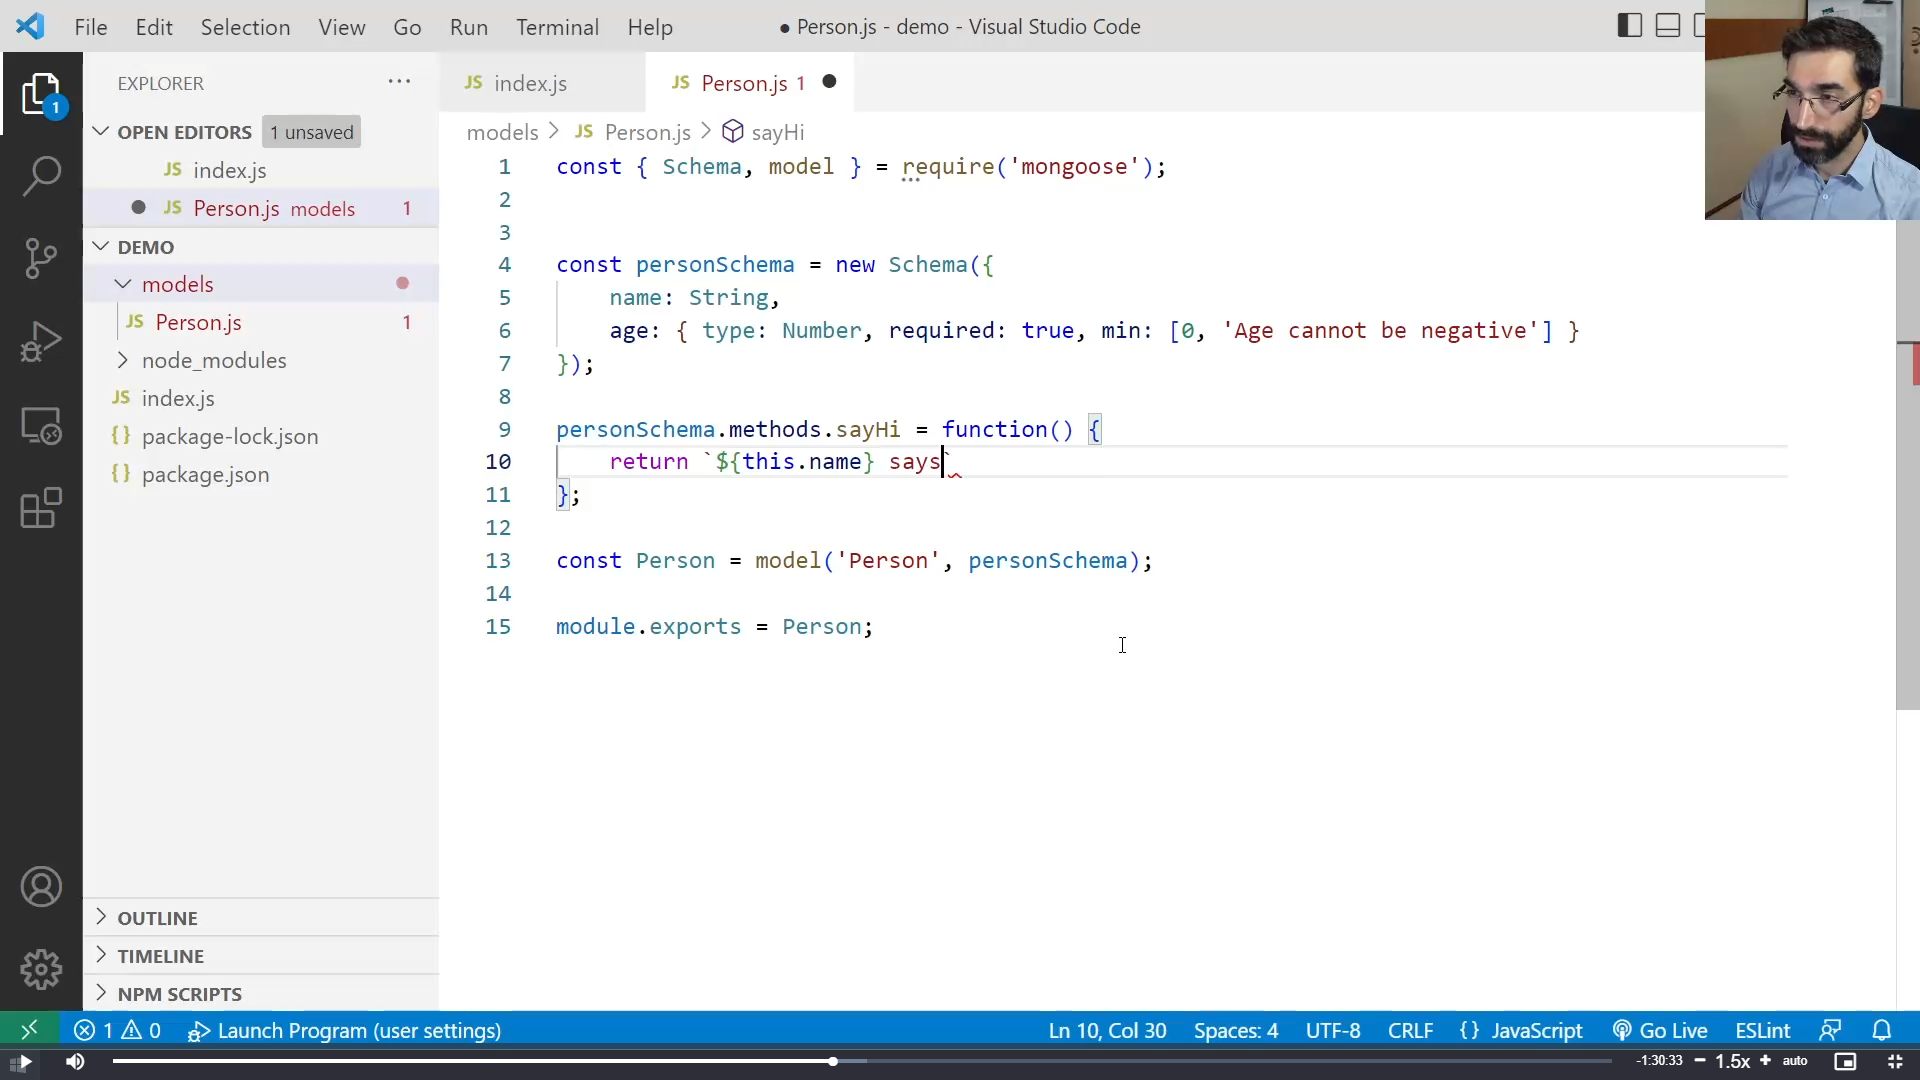 File Edit Selection View Go Run Terminal Help ● Person.js - demo - Visual Studio Code
EXPLORER ···
JS index.js JS Person.js 1 ●
1
OPEN EDITORS 1 unsaved
models > JS Person.js > sayHi
JS index.js
● JS Person.js models 1
DEMO
models
JS Person.js 1
node_modules
JS index.js
{} package-lock.json
{} package.json
1 const { Schema, model } = require('mongoose');
2
3
4 const personSchema = new Schema({
5 name: String,
6 age: { type: Number, required: true, min: [0, 'Age cannot be negative'] }
7 });
8
9 personSchema.methods.sayHi = function() {
10 return `${this.name} says`
11 };
12
13 const Person = model('Person', personSchema);
14
15 module.exports = Person;
OUTLINE
TIMELINE
NPM SCRIPTS
1 0 Launch Program (user settings) Ln 10, Col 30 Spaces: 4 UTF-8 CRLF {} JavaScript Go Live ESLint
-1:30:33 − 1.5x + auto